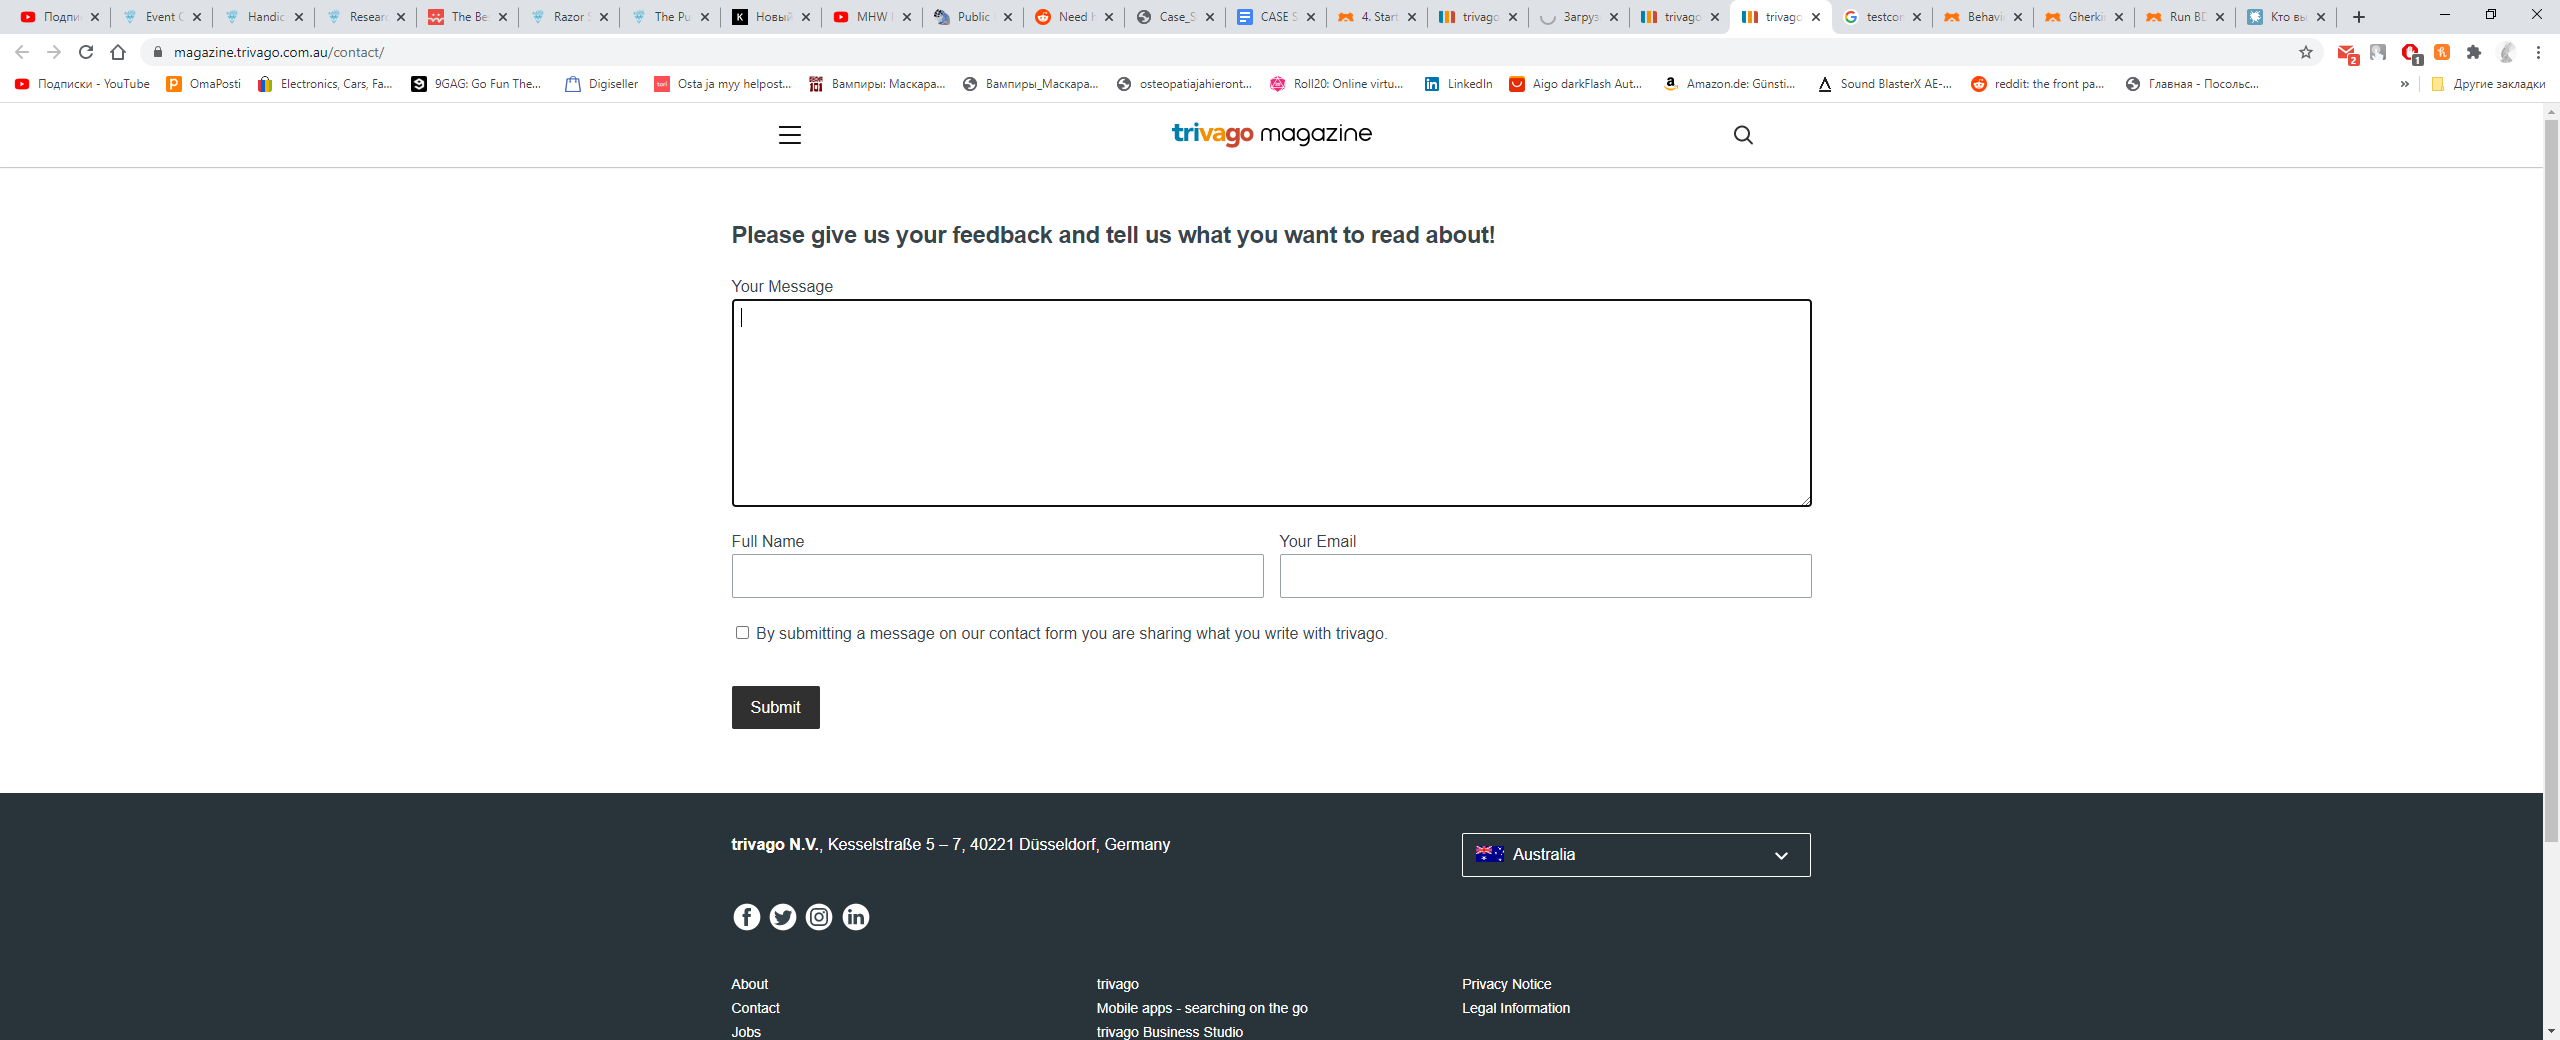 Подпи
Event C
Handic
Resear
The Be
Razor S
The Pu
Новый
MHW
Public
Need h
Case_S
CASE S
4. Start
trivago
Загруз
trivago
trivago
testcor
Behavi
Gherki
Run BD
Кто вы
magazine.trivago.com.au/contact/
2
1
Подписки - YouTube
OmaPosti
Electronics, Cars, Fa...
9GAG: Go Fun The...
Digiseller
Osta ja myy helpost...
Вампиры: Маскара...
Вампиры_Маскара...
osteopatiajahieront...
Roll20: Online virtu...
LinkedIn
Aigo darkFlash Aut...
Amazon.de: Günsti...
Sound BlasterX AE-...
reddit: the front pa...
Главная - Посольс...
»
Другие закладки
trivago magazine
Please give us your feedback and tell us what you want to read about!
Your Message
Full Name
Your Email
By submitting a message on our contact form you are sharing what you write with trivago.
Submit
trivago N.V., Kesselstraße 5 – 7, 40221 Düsseldorf, Germany
Australia
About
trivago
Privacy Notice
Contact
Mobile apps - searching on the go
Legal Information
Jobs
trivago Business Studio